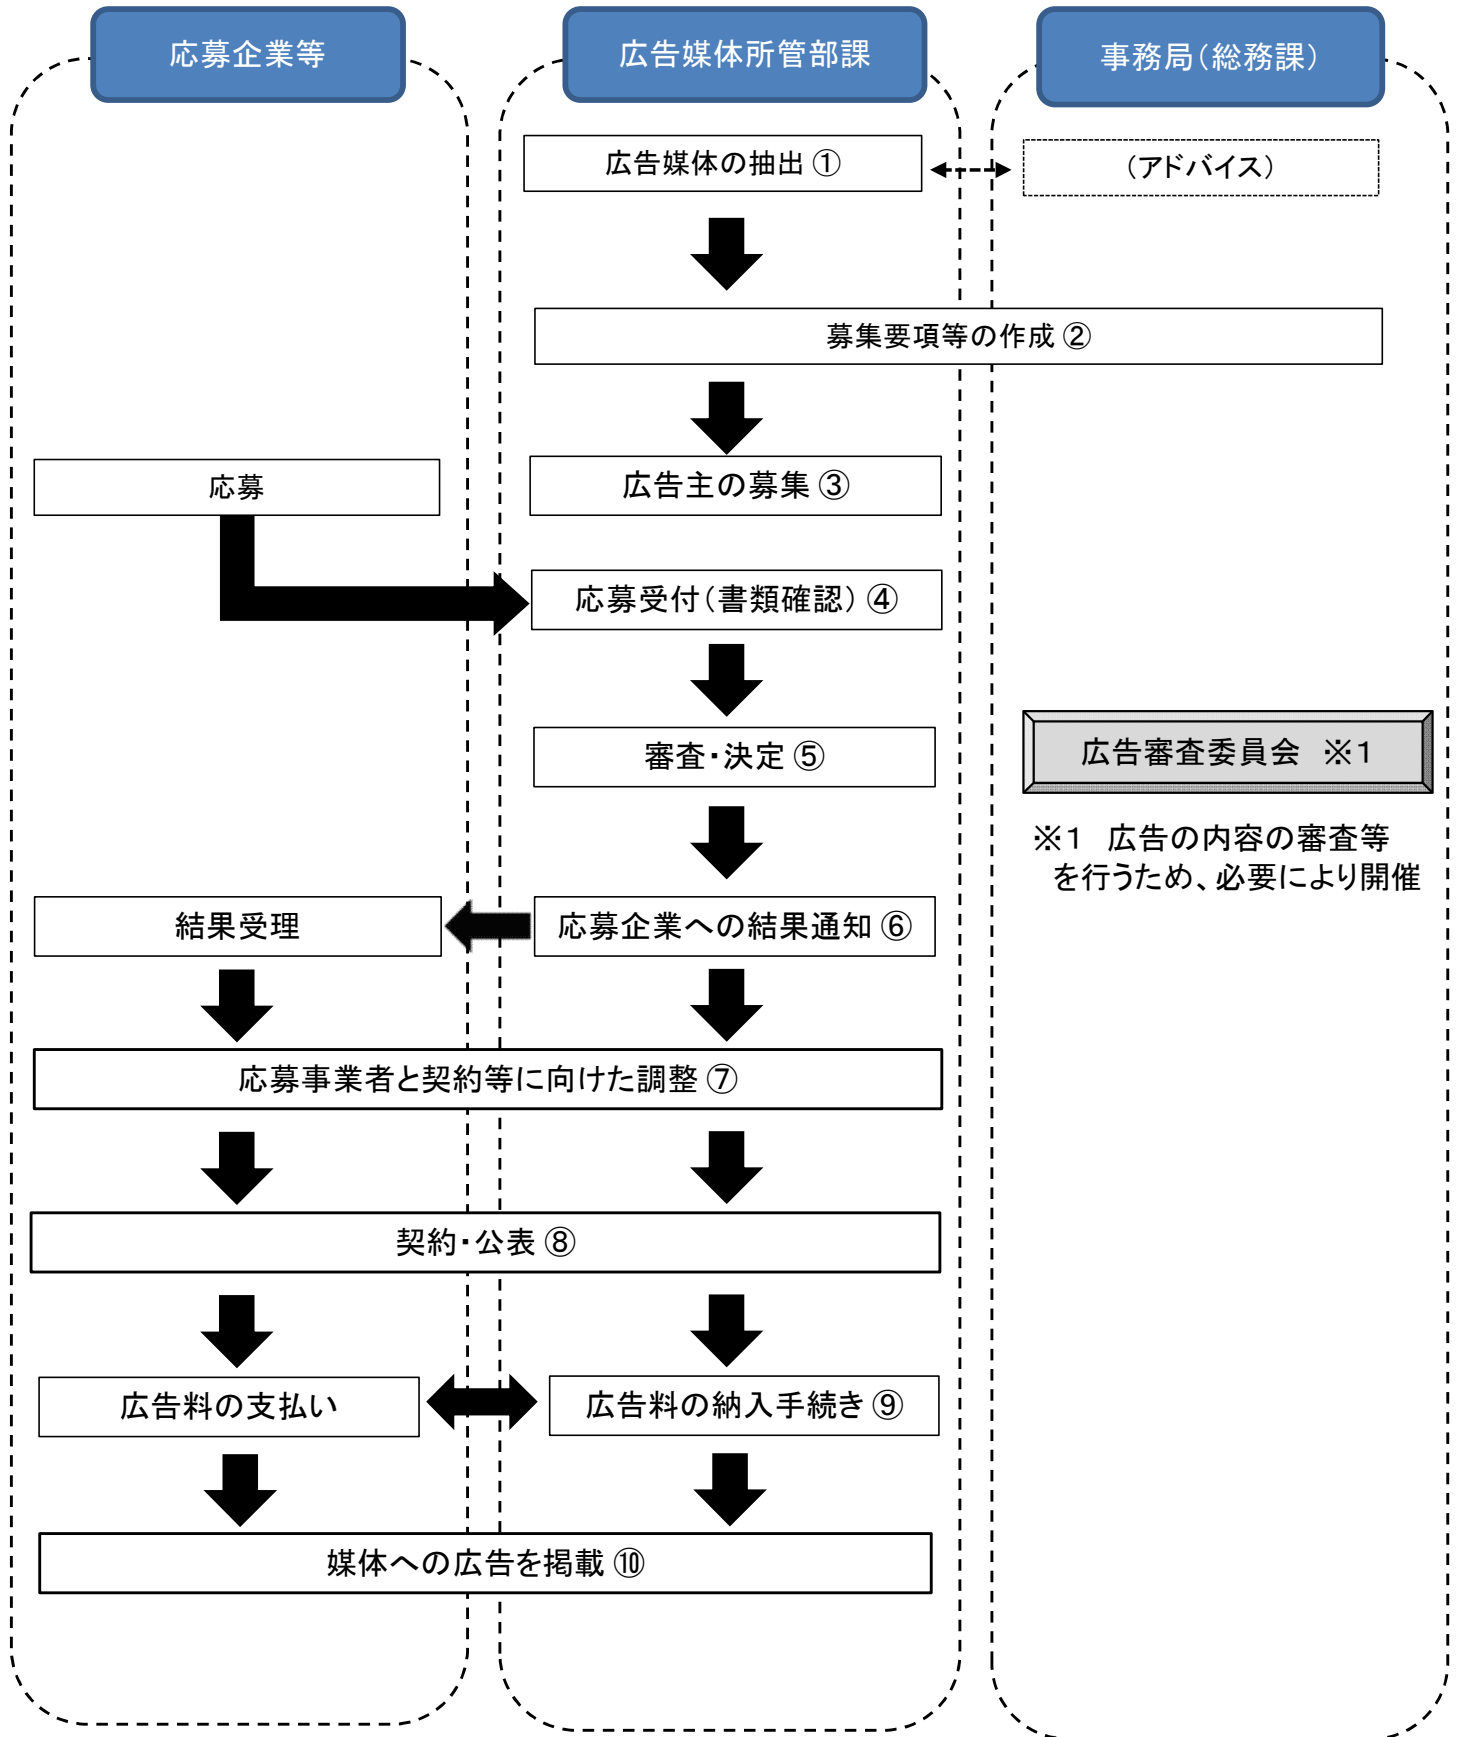 応募企業等
広告媒体所管部課
事務局(総務課)
広告媒体の抽出 ①
(アドバイス)
募集要項等の作成 ②
応募
広告主の募集 ③
応募受付(書類確認) ④
審査・決定 ⑤
広告審査委員会　※1
※1　広告の内容の審査等
を行うため、必要により開催
結果受理
応募企業への結果通知 ⑥
応募事業者と契約等に向けた調整 ⑦
契約・公表 ⑧
広告料の支払い
広告料の納入手続き ⑨
媒体への広告を掲載 ⑩